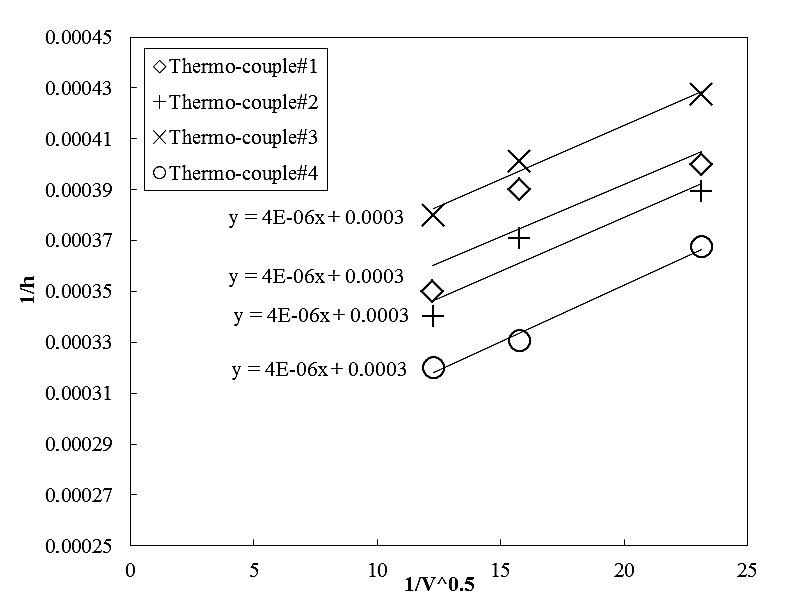 0.00045
0.00043
0.00041
0.00039
0.00037
0.00035
0.00033
0.00031
0.00029
0.00027
0.00025
1/h
Thermo-couple#1
Thermo-couple#2
Thermo-couple#3
Thermo-couple#4
y = 4E-06x + 0.0003
y = 4E-06x + 0.0003
y = 4E-06x + 0.0003
y = 4E-06x + 0.0003
0 5 10 15 20 25
1/V^0.5